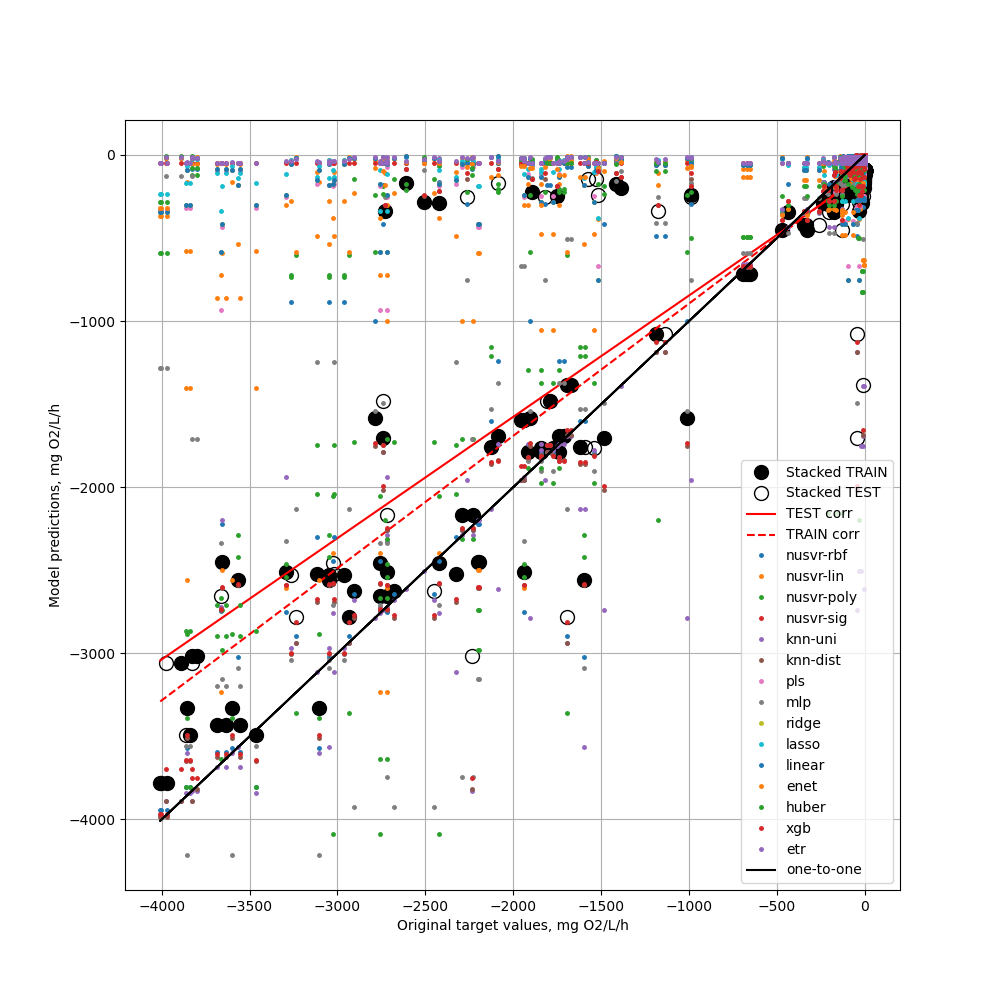 0
−1000
−2000
−3000
−4000
Model predictions, mg O2/L/h
Stacked TRAIN
Stacked TEST
TEST corr
TRAIN corr
nusvr-rbf
nusvr-lin
nusvr-poly
nusvr-sig
knn-uni
knn-dist
pls
mlp
ridge
lasso
linear
enet
huber
xgb
etr
one-to-one
−4000 −3500 −3000 −2500 −2000 −1500 −1000 −500 0
Original target values, mg O2/L/h